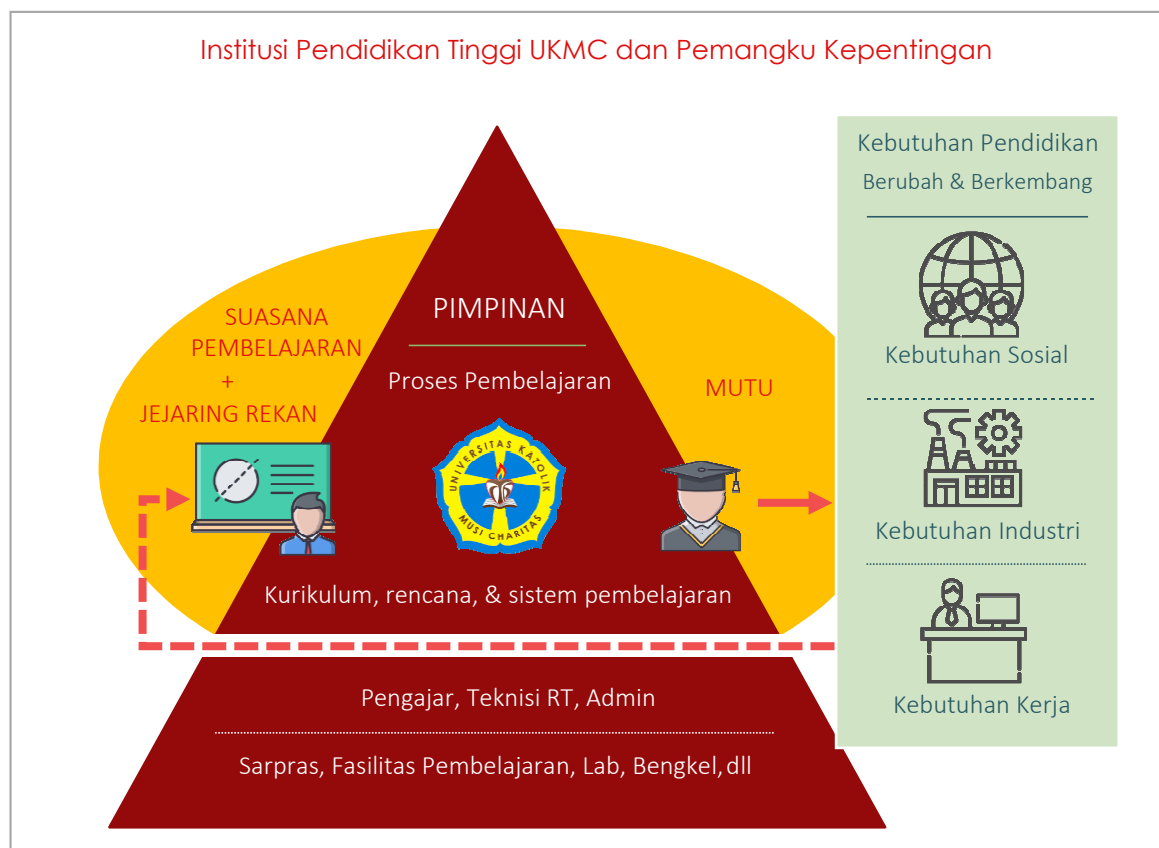 Institusi Pendidikan Tinggi UKMC dan Pemangku Kepentingan
Kebutuhan Pendidikan
Berubah & Berkembang
Kebutuhan Sosial
Kebutuhan Industri
Kebutuhan Kerja
SUASANA
PEMBELAJARAN
+
JEJARING REKAN
PIMPINAN
Proses Pembelajaran
UNIVERSITAS KATOLIK
MUSI CHARITAS
MUTU
Kurikulum, rencana, & sistem pembelajaran
Pengajar, Teknisi RT, Admin
Sarpras, Fasilitas Pembelajaran, Lab, Bengkel, dll